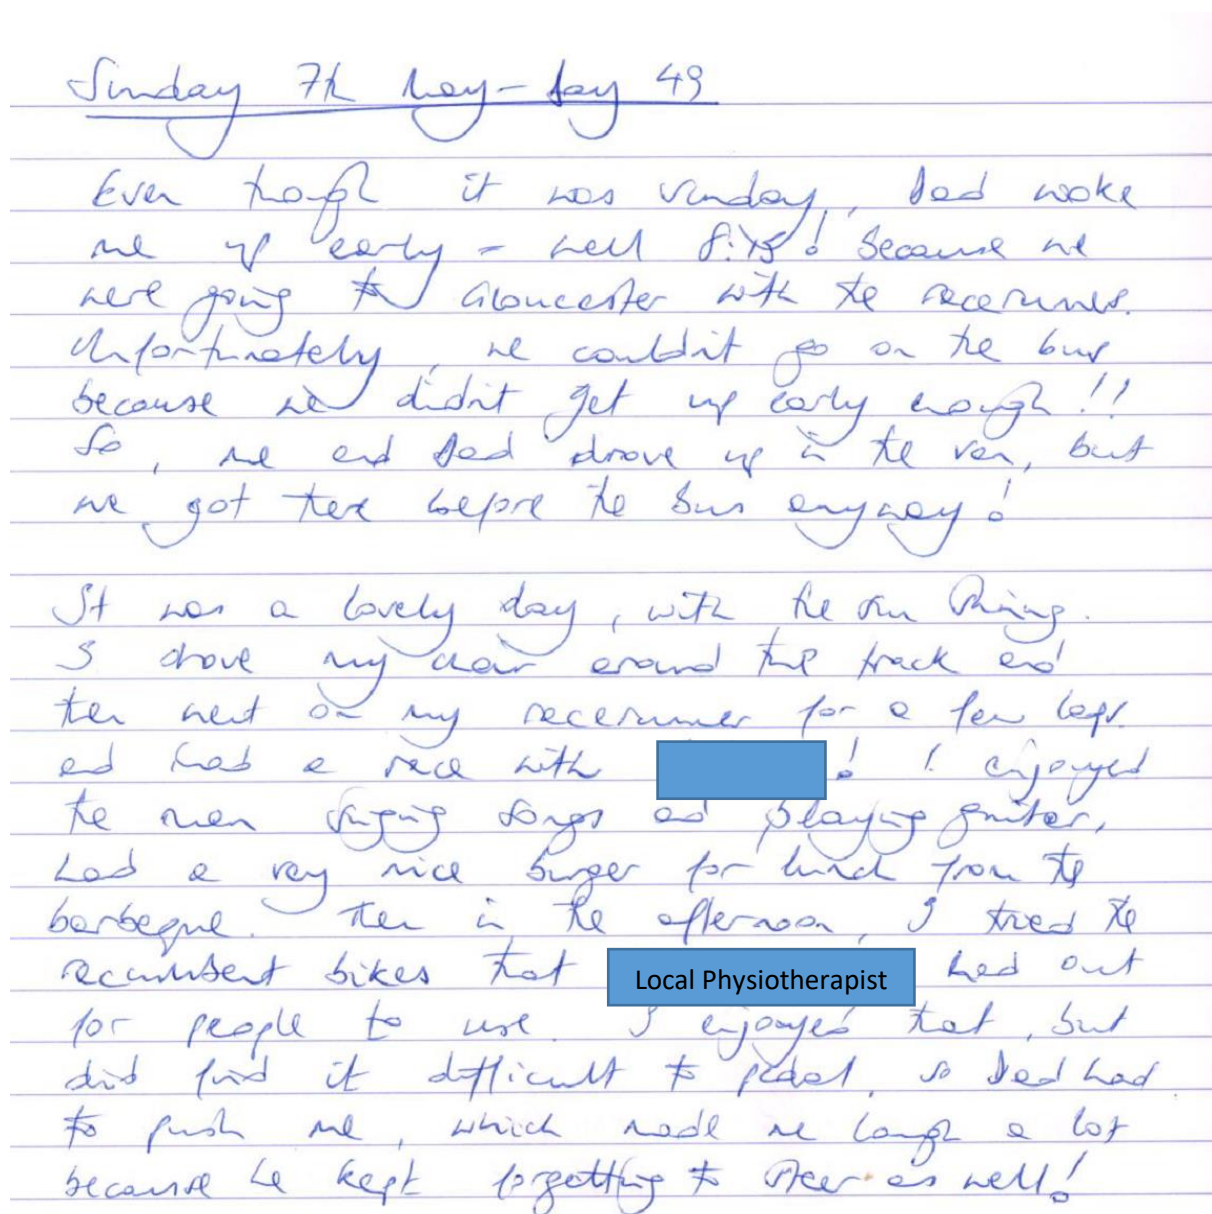 Sunday 7th May - Day 49
Even though it was Sunday, Dad woke
me up early - well 8:45! Because we
were going to Gloucester with the racerunners.
Unfortunately, we couldn't go on the bus
because we didn't get up early enough!!
So, me and Dad drove up in the van, but
we got there before the bus anyway!
It was a lovely day, with the sun shining.
I drove my chair around the track and
then went on my racerunner for a few laps.
and had a race with ! I enjoyed
the man singing songs and playing guitar,
had a very nice burger for lunch from the
barbeque. Then in the afternoon, I tried the
recumbent bikes that Local Physiotherapist had out
for people to use. I enjoyed that, but
did find it difficult to pedal, so Dad had
to push me, which made me laugh a lot
because he kept forgetting to steer as well!